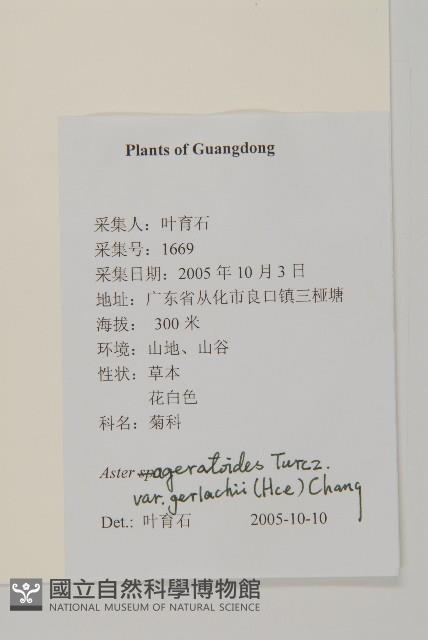 Plants of Guangdong
采集人：叶育石
采集号：1669
采集日期：2005 年 10 月 3 日
地址：广东省从化市良口镇三桠塘
海拔： 300 米
环境：山地、山谷
性状：草本
花白色
科名：菊科
Aster ageratoides Turcz.
var. gerlachii (Hce) Chang
Det.: 叶育石 2005-10-10
國立自然科學博物館
NATIONAL MUSEUM OF NATURAL SCIENCE